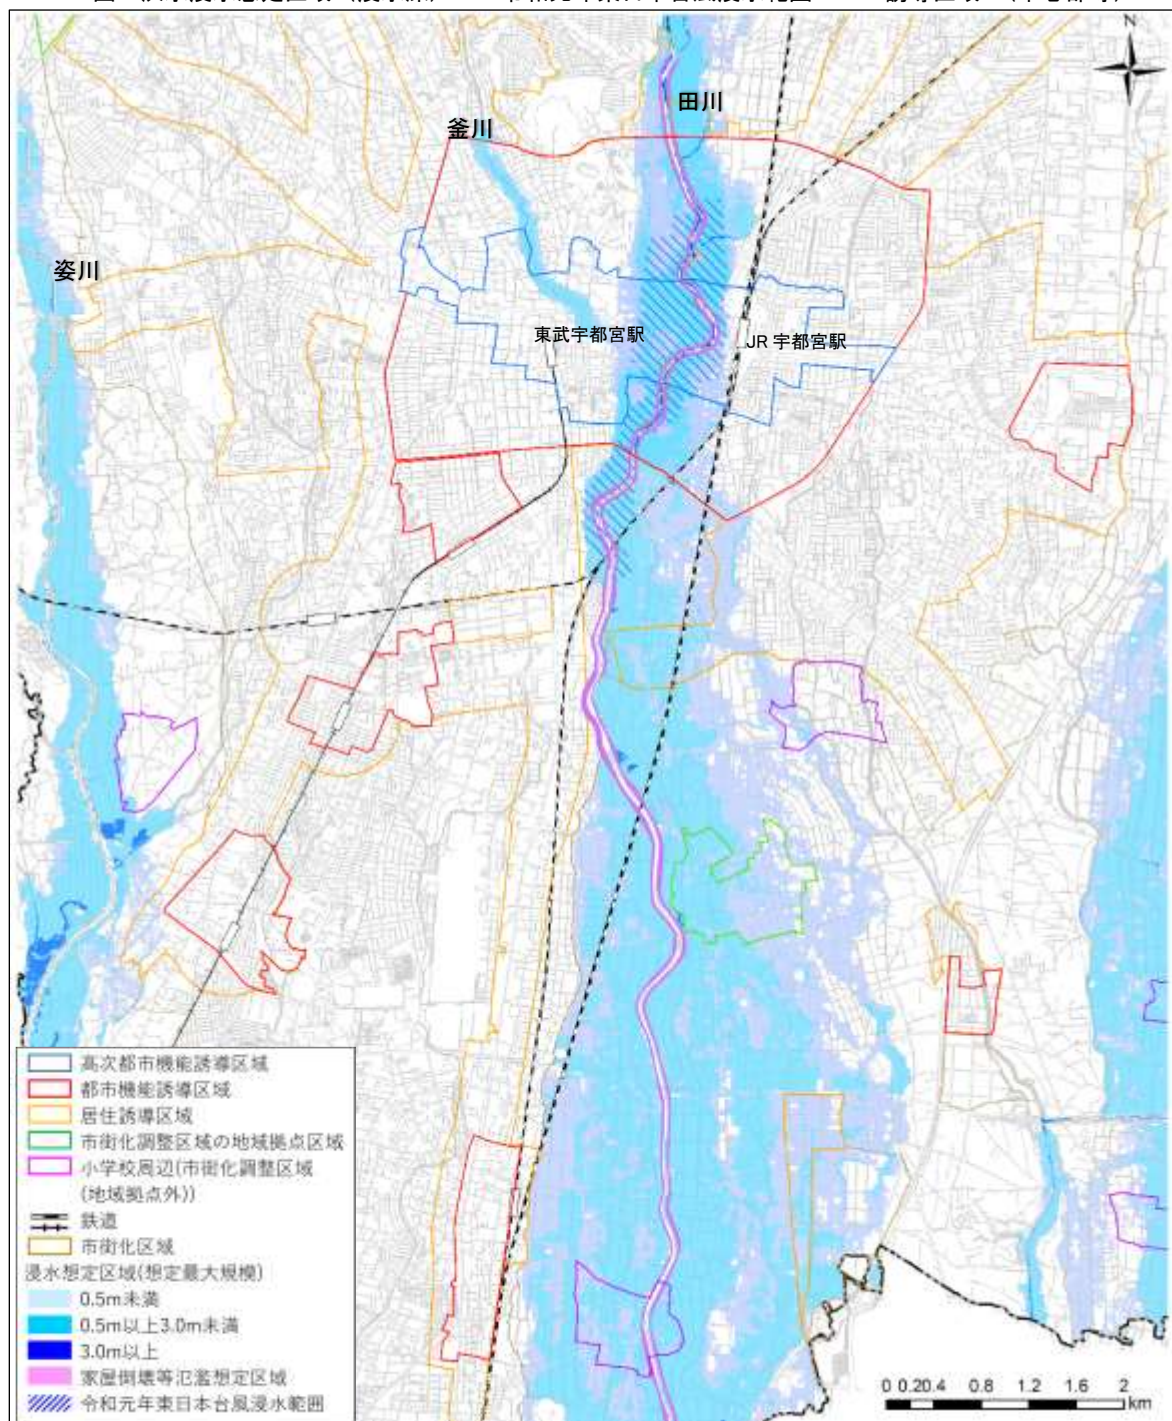 N
田川
釜川
姿川
東武宇都宮駅
JR 宇都宮駅
高次都市機能誘導区域
都市機能誘導区域
居住誘導区域
市街化調整区域の地域拠点区域
小学校周辺(市街化調整区域
(地域拠点外))
鉄道
市街化区域
浸水想定区域(想定最大規模)
0.5m未満
0.5m以上3.0m未満
3.0m以上
家屋倒壊等氾濫想定区域
令和元年東日本台風浸水範囲
0 0.20.4 0.8 1.2 1.6 2
km